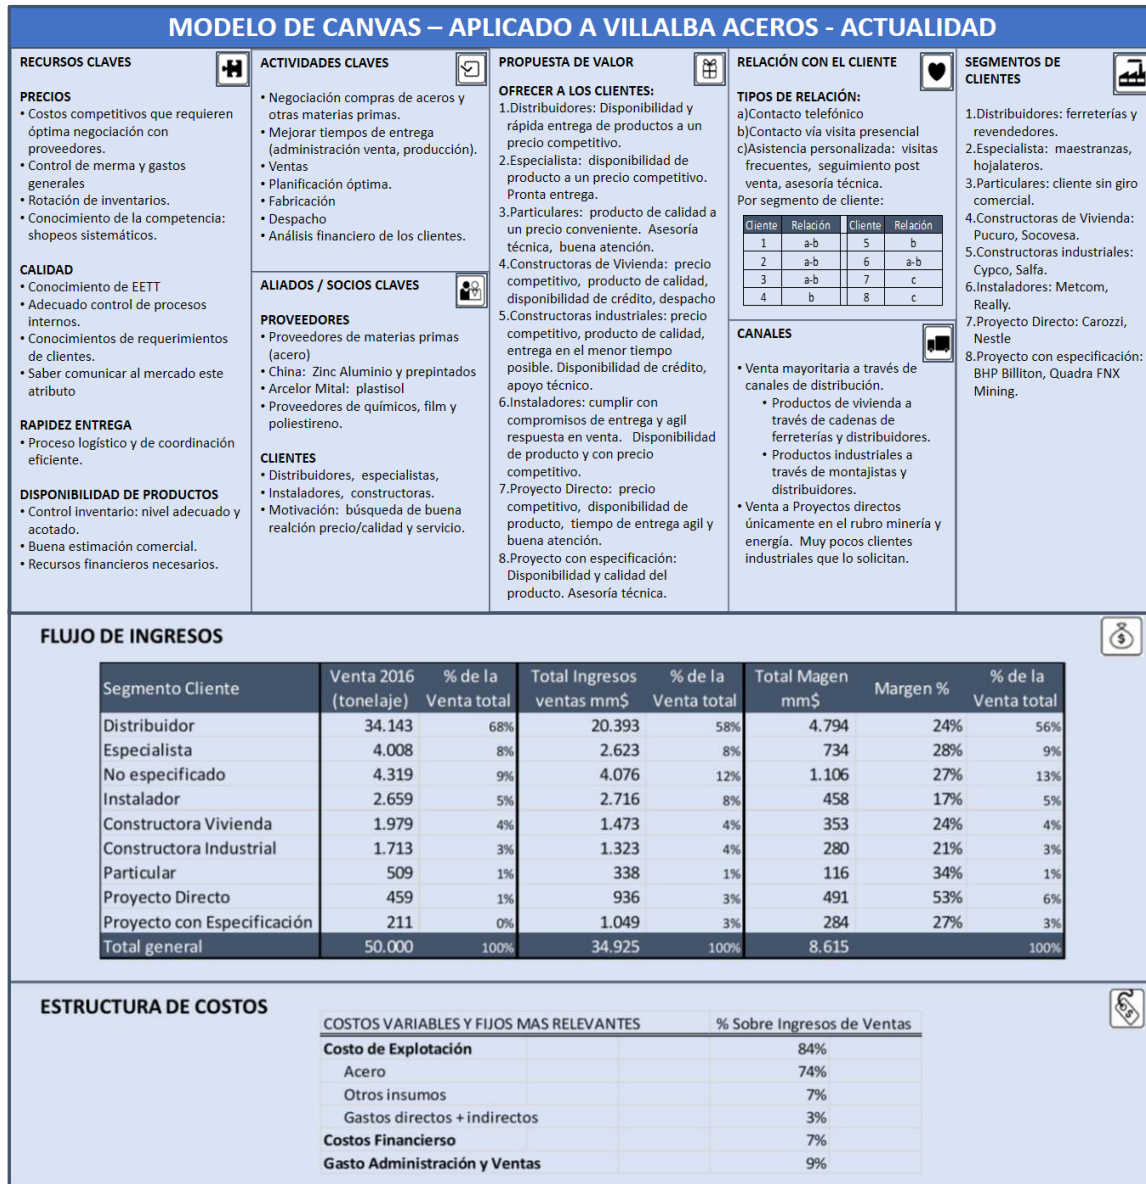 MODELO DE CANVAS – APLICADO A VILLALBA ACEROS - ACTUALIDAD
RECURSOS CLAVES
PRECIOS
• Costos competitivos que requieren
óptima negociación con
proveedores.
• Control de merma y gastos
generales
• Rotación de inventarios.
• Conocimiento de la competencia:
shopeos sistemáticos.
CALIDAD
• Conocimiento de EETT
• Adecuado control de procesos
internos.
• Conocimientos de requerimientos
de clientes.
• Saber comunicar al mercado este
atributo
RAPIDEZ ENTREGA
• Proceso logístico y de coordinación
eficiente.
DISPONIBILIDAD DE PRODUCTOS
• Control inventario: nivel adecuado y
acotado.
• Buena estimación comercial.
• Recursos financieros necesarios.
ACTIVIDADES CLAVES
• Negociación compras de aceros y
otras materias primas.
• Mejorar tiempos de entrega
(administración venta, producción).
• Ventas
• Planificación óptima.
• Fabricación
• Despacho
• Análisis financiero de los clientes.
ALIADOS / SOCIOS CLAVES
PROVEEDORES
• Proveedores de materias primas
(acero)
• China: Zinc Aluminio y prepintados
• Arcelor Mital: plastisol
• Proveedores de químicos, film y
poliestireno.
CLIENTES
• Distribuidores, especialistas,
• Instaladores, constructoras.
• Motivación: búsqueda de buena
realción precio/calidad y servicio.
PROPUESTA DE VALOR
OFRECER A LOS CLIENTES:
1.Distribuidores: Disponibilidad y
rápida entrega de productos a un
precio competitivo.
2.Especialista: disponibilidad de
producto a un precio competitivo.
Pronta entrega.
3.Particulares: producto de calidad a
un precio conveniente. Asesoría
técnica, buena atención.
4.Constructoras de Vivienda: precio
competitivo, producto de calidad,
disponibilidad de crédito, despacho
5.Constructoras industriales: precio
competitivo, producto de calidad,
entrega en el menor tiempo
posible. Disponibilidad de crédito,
apoyo técnico.
6.Instaladores: cumplir con
compromisos de entrega y agil
respuesta en venta. Disponibilidad
de producto y con precio
competitivo.
7.Proyecto Directo: precio
competitivo, disponibilidad de
producto, tiempo de entrega agil y
buena atención.
8.Proyecto con especificación:
Disponibilidad y calidad del
producto. Asesoría técnica.
RELACIÓN CON EL CLIENTE
TIPOS DE RELACIÓN:
a)Contacto telefónico
b)Contacto vía visita presencial
c)Asistencia personalizada: visitas
frecuentes, seguimiento post
venta, asesoría técnica.
Por segmento de cliente:
Cliente Relación Cliente Relación
1 a-b 5 b
2 a-b 6 a-b
3 a-b 7 c
4 b 8 c
CANALES
• Venta mayoritaria a través de
canales de distribución.
• Productos de vivienda a
través de cadenas de
ferreterías y distribuidores.
• Productos industriales a
través de montajistas y
distribuidores.
• Venta a Proyectos directos
únicamente en el rubro minería y
energía. Muy pocos clientes
industriales que lo solicitan.
SEGMENTOS DE
CLIENTES
1.Distribuidores: ferreterías y
revendedores.
2.Especialista: maestranzas,
hojalateros.
3.Particulares: cliente sin giro
comercial.
4.Constructoras de Vivienda:
Pucuro, Socovesa.
5.Constructoras industriales:
Cypco, Salfa.
6.Instaladores: Metcom,
Really.
7.Proyecto Directo: Carozzi,
Nestle
8.Proyecto con especificación:
BHP Billiton, Quadra FNX
Mining.
FLUJO DE INGRESOS
Segmento Cliente Venta 2016 (tonelaje) % de la Venta total Total Ingresos ventas mm$ % de la Venta total Total Magen mm$ Margen % % de la Venta total
Distribuidor 34.143 68% 20.393 58% 4.794 24% 56%
Especialista 4.008 8% 2.623 8% 734 28% 9%
No especificado 4.319 9% 4.076 12% 1.106 27% 13%
Instalador 2.659 5% 2.716 8% 458 17% 5%
Constructora Vivienda 1.979 4% 1.473 4% 353 24% 4%
Constructora Industrial 1.713 3% 1.323 4% 280 21% 3%
Particular 509 1% 338 1% 116 34% 1%
Proyecto Directo 459 1% 936 3% 491 53% 6%
Proyecto con Especificación 211 0% 1.049 3% 284 27% 3%
Total general 50.000 100% 34.925 100% 8.615 100%
ESTRUCTURA DE COSTOS
COSTOS VARIABLES Y FIJOS MAS RELEVANTES % Sobre Ingresos de Ventas
Costo de Explotación 84%
Acero 74%
Otros insumos 7%
Gastos directos + indirectos 3%
Costos Financierso 7%
Gasto Administración y Ventas 9%